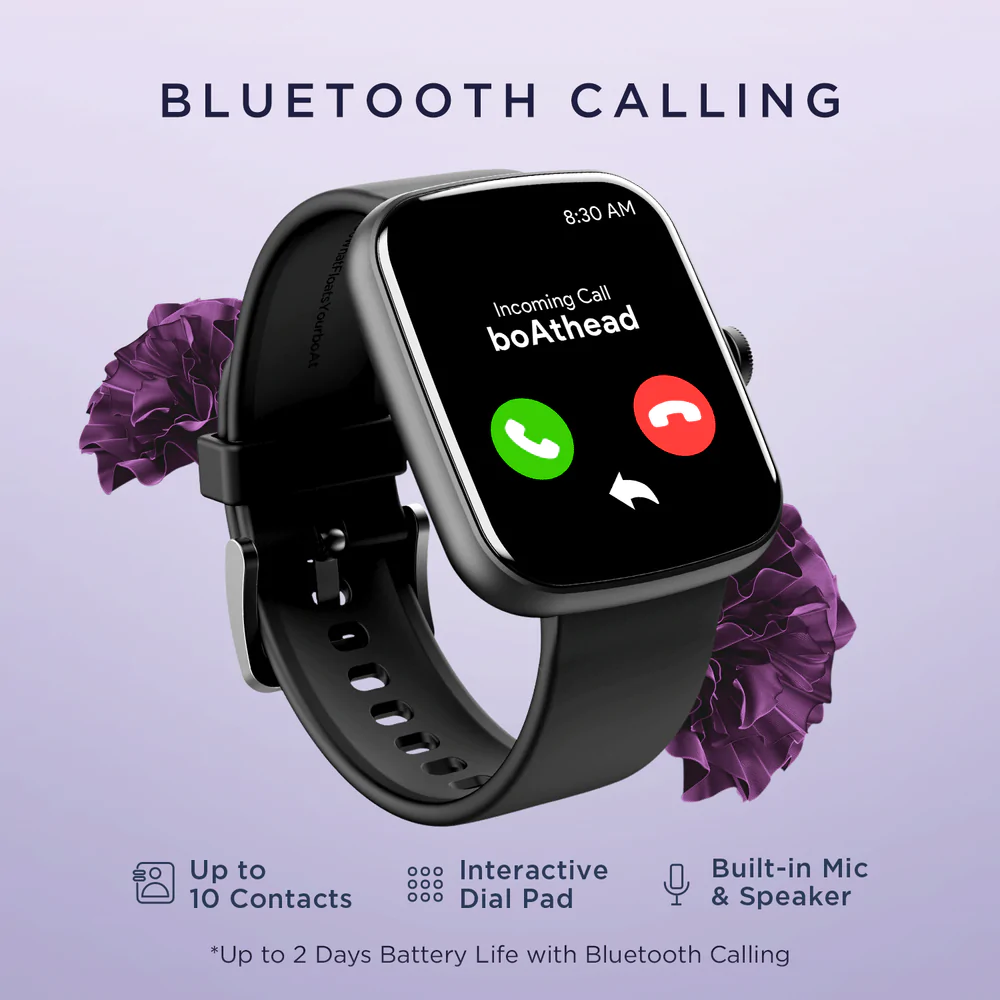 BLUETOOTH CALLING
8:30 AM
Incoming Call
boAthead
Up to
10 Contacts
Interactive
Dial Pad
Built-in Mic
& Speaker
*Up to 2 Days Battery Life with Bluetooth Calling